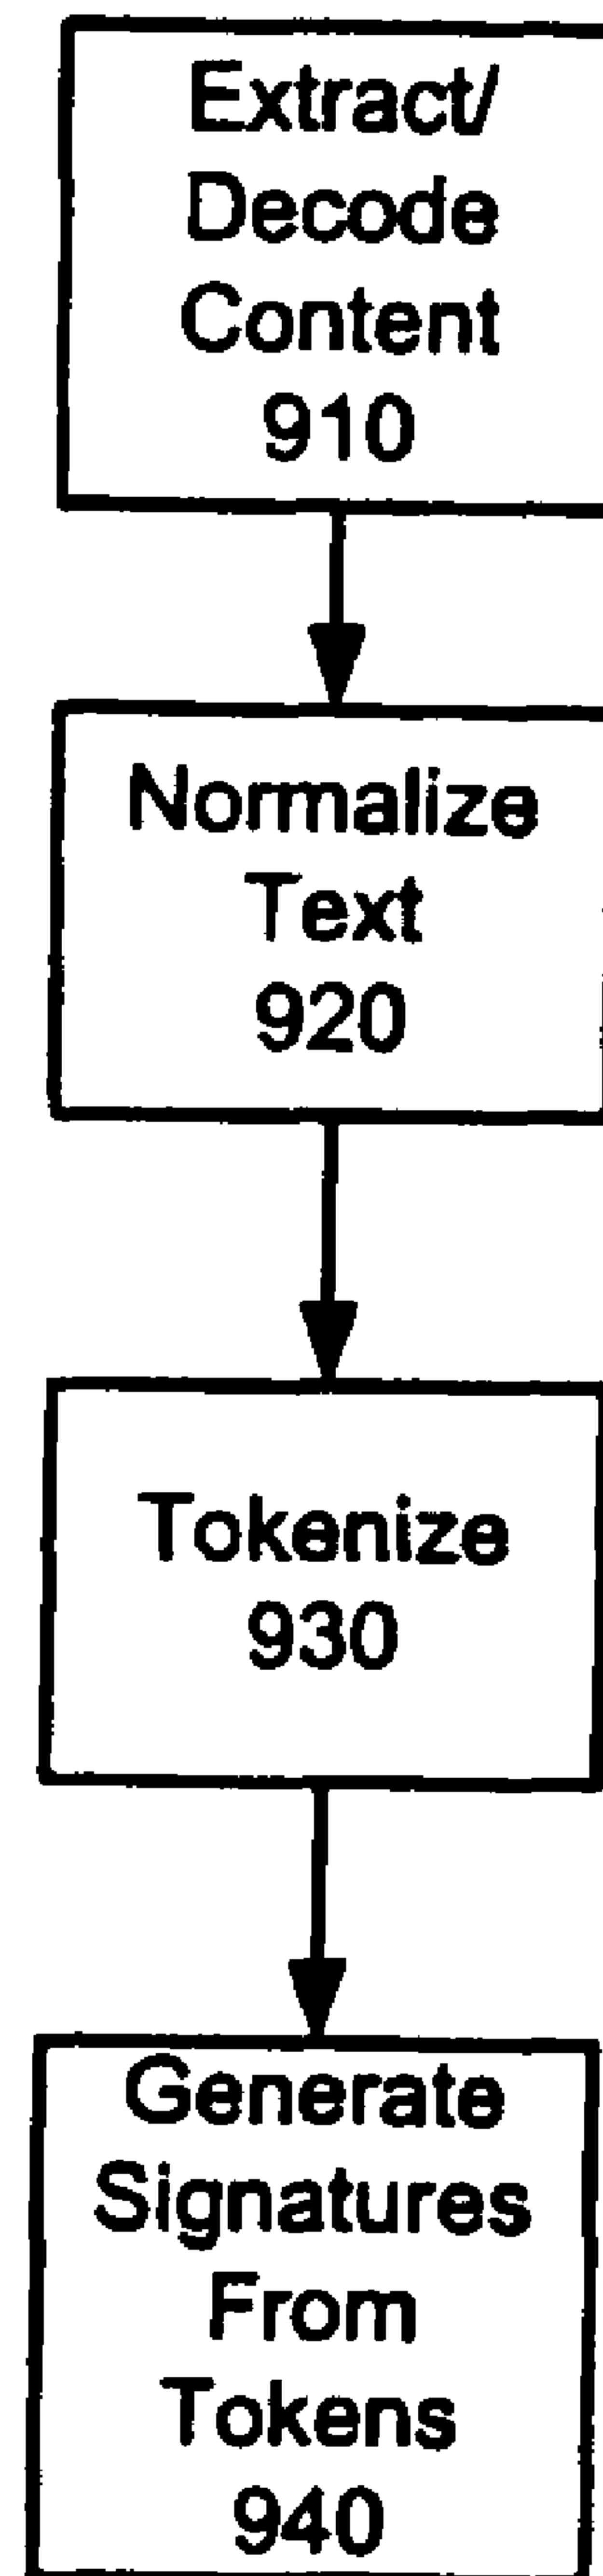 Extract/
Decode
Content
910
Normalize
Text
920
Tokenize
930
Generate
Signatures
From
Tokens
940